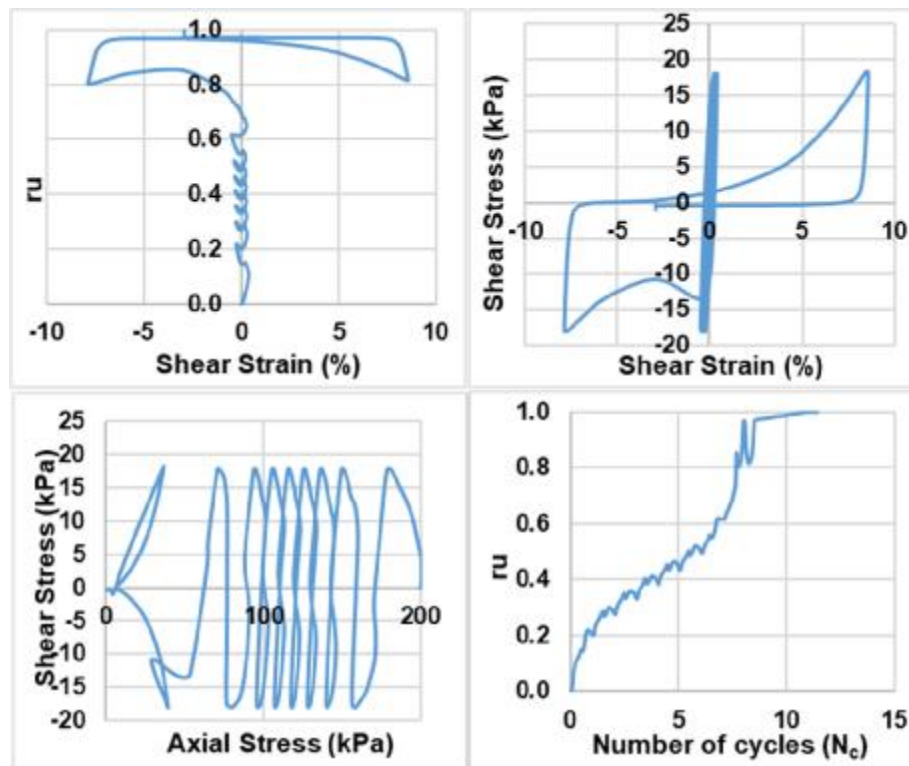 1.0
0.8
0.6
0.4
0.2
0.0
ru
-10 -5 0 5 10
Shear Strain (%)
25
20
15
10
5
0
-5
-10
-15
-20
Shear Stress (kPa)
-10 -5 0 5 10
Shear Strain (%)
25
20
15
10
5
0
-5
-10
-15
-20
Shear Stress (kPa)
0 100 200
Axial Stress (kPa)
1.0
0.8
0.6
0.4
0.2
0.0
ru
0 5 10 15
Number of cycles (Nc)